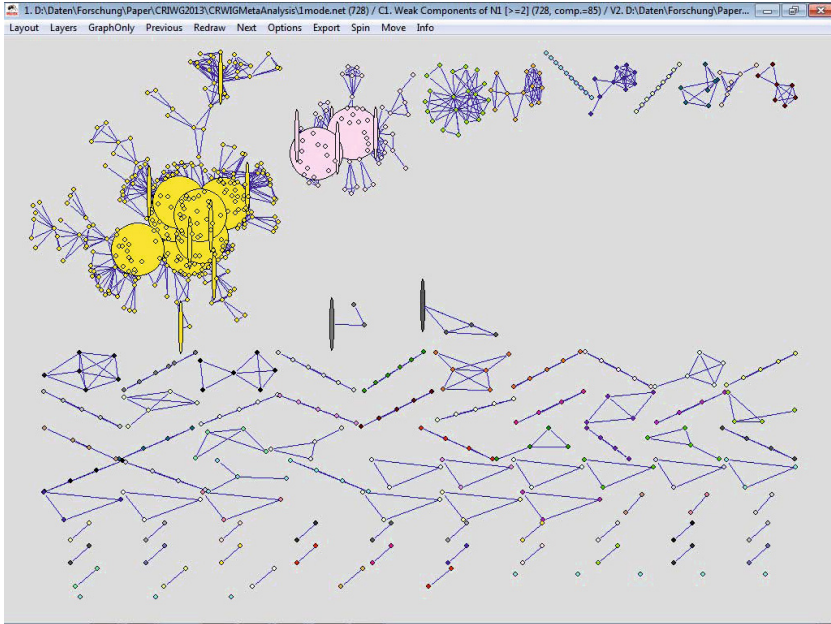 1. D:\Daten\Forschung\Paper\CRIWG2013\CRWIGMetaAnalysis\1mode.net (728) / C1. Weak Components of N1 [>=2] (728, comp.=85) / V2. D:\Daten\Forschung\Paper...
Layout Layers GraphOnly Previous Redraw Next Options Export Spin Move Info